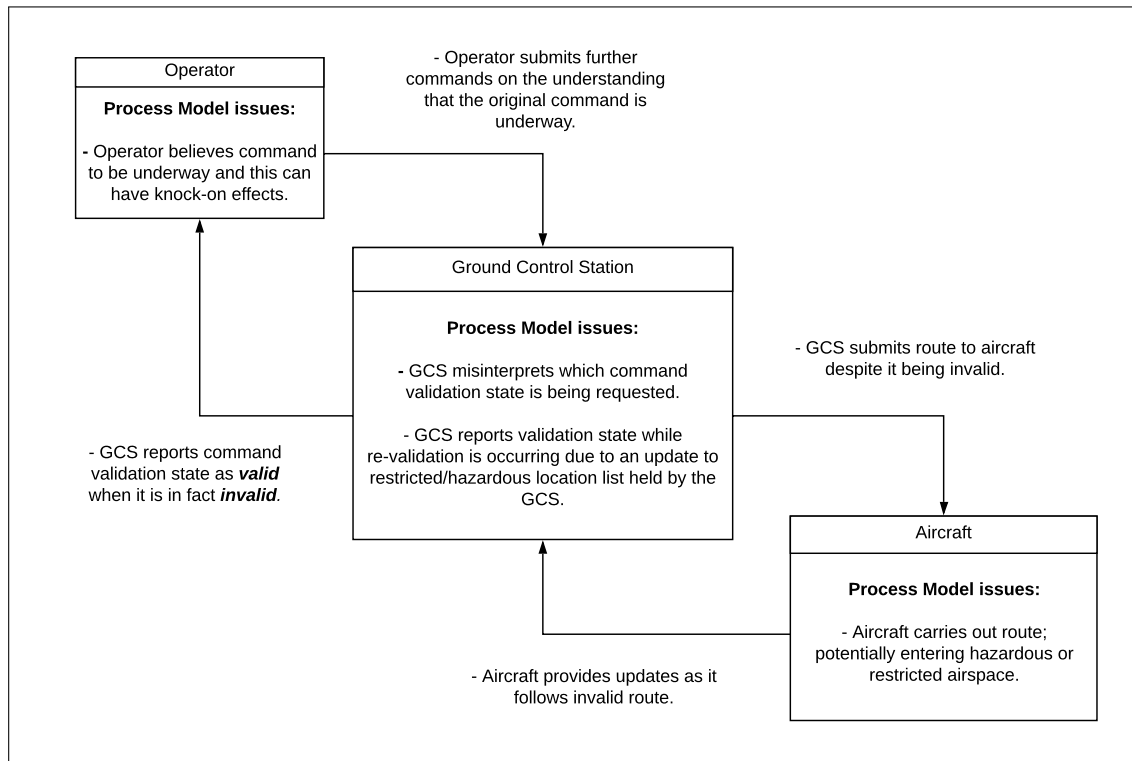 Operator
Process Model issues:
- Operator believes command
to be underway and this can
have knock-on effects.
- Operator submits further
commands on the understanding
that the original command is
underway.
Ground Control Station
Process Model issues:
- GCS misinterprets which command
validation state is being requested.
- GCS reports validation state while
re-validation is occurring due to an update to
restricted/hazardous location list held by the
GCS.
- GCS submits route to aircraft
despite it being invalid.
- GCS reports command
validation state as valid
when it is in fact invalid.
Aircraft
Process Model issues:
- Aircraft carries out route;
potentially entering hazardous or
restricted airspace.
- Aircraft provides updates as it
follows invalid route.